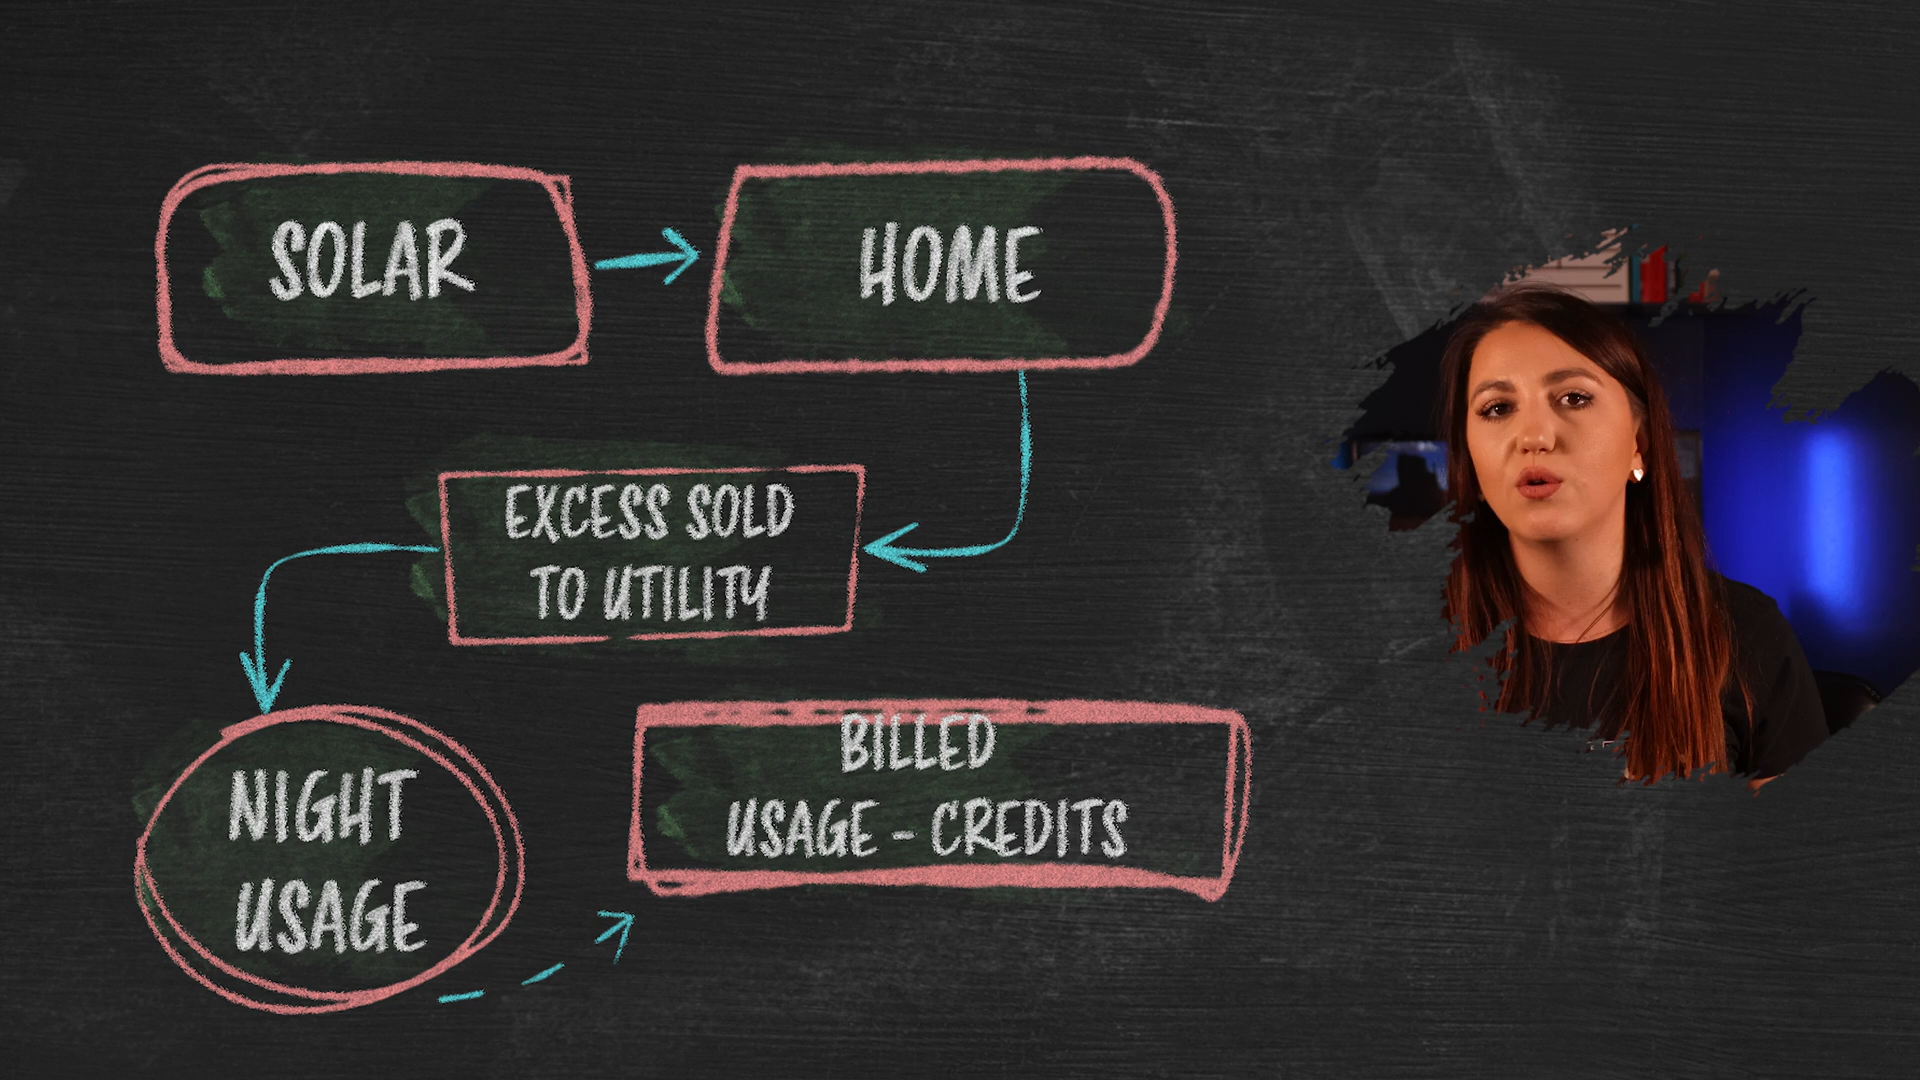 SOLAR
HOME
EXCESS SOLD
TO UTILITY
NIGHT
USAGE
BILLED
USAGE - CREDITS